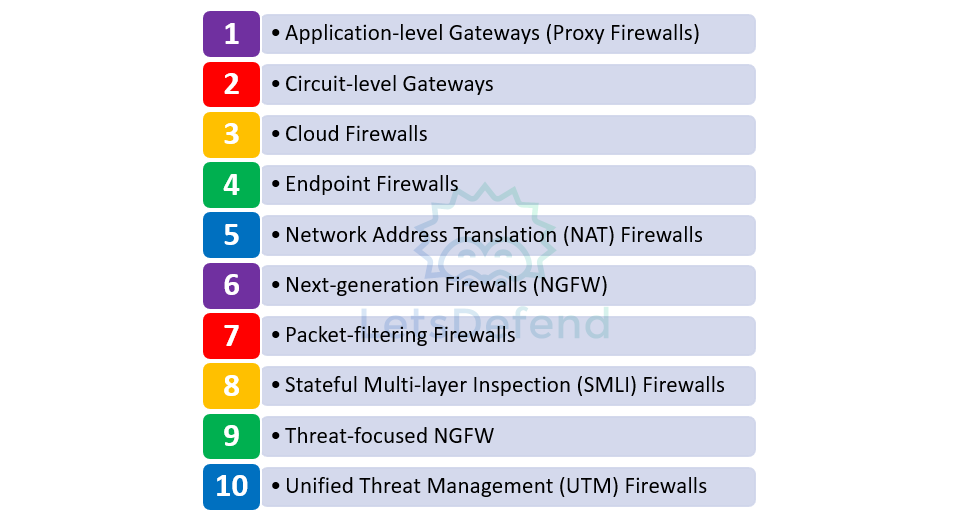 1 • Application-level Gateways (Proxy Firewalls)
2 • Circuit-level Gateways
3 • Cloud Firewalls
4 • Endpoint Firewalls
5 • Network Address Translation (NAT) Firewalls
6 • Next-generation Firewalls (NGFW)
LetsDefend
7 • Packet-filtering Firewalls
8 • Stateful Multi-layer Inspection (SMLI) Firewalls
9 • Threat-focused NGFW
10 • Unified Threat Management (UTM) Firewalls